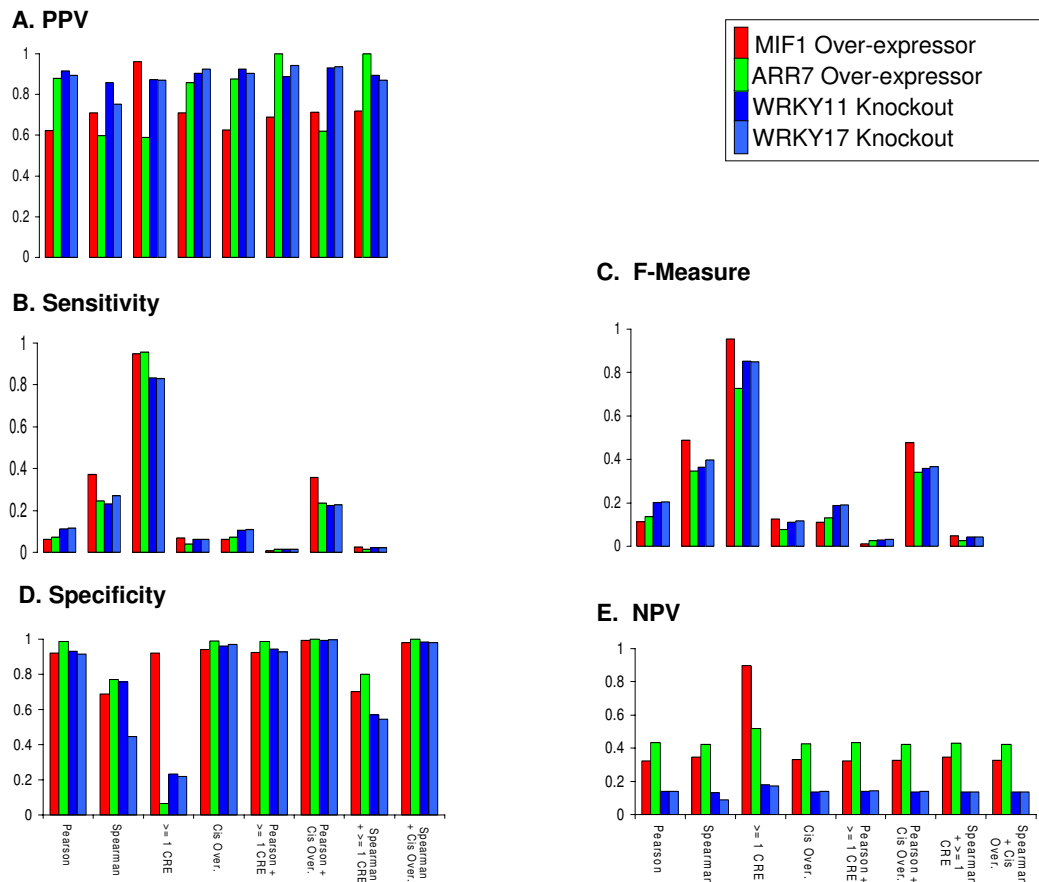 A. PPV
1
0.8
0.6
0.4
0.2
0
MIF1 Over-expressor
ARR7 Over-expressor
WRKY11 Knockout
WRKY17 Knockout
B. Sensitivity
1
0.8
0.6
0.4
0.2
0
C. F-Measure
1
0.8
0.6
0.4
0.2
0
D. Specificity
1
0.8
0.6
0.4
0.2
0
Pearson
Spearman
>= 1 CRE
Cis Over.
Pearson +
>= 1 CRE
Pearson +
Cis Over.
Spearman
+ >= 1 CRE
Spearman
+ Cis Over.
E. NPV
1
0.8
0.6
0.4
0.2
0
Pearson
Spearman
>= 1 CRE
Cis Over.
Pearson +
>= 1 CRE
Pearson +
Cis Over.
Spearman
+ >= 1
CRE
Spearman
+ Cis
Over.